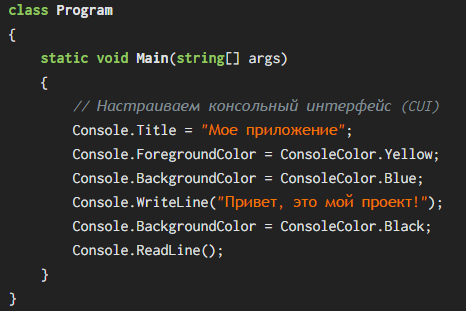 class Program
{
    static void Main(string[] args)
    {
        // Настраиваем консольный интерфейс (CUI)
        Console.Title = "Мое приложение";
        Console.ForegroundColor = ConsoleColor.Yellow;
        Console.BackgroundColor = ConsoleColor.Blue;
        Console.WriteLine("Привет, это мой проект!");
        Console.BackgroundColor = ConsoleColor.Black;
        Console.ReadLine();
    }
}